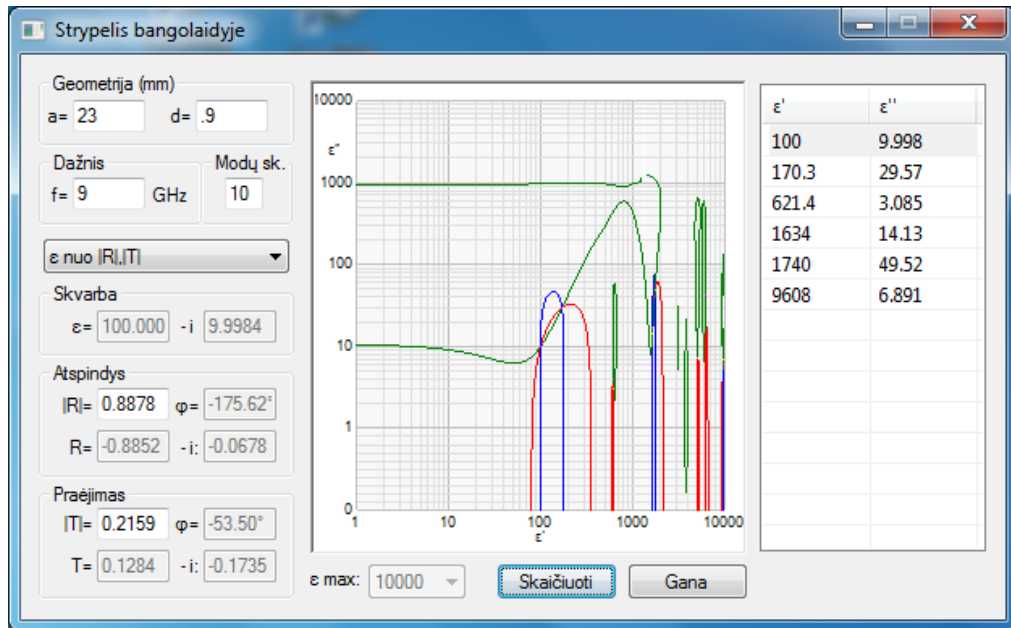 Strypelis bangolaidyje
Geometrija (mm)
a= 23 d= .9
Dažnis Modų sk.
f= 9 GHz 10
ε nuo |R|,|T|
Skvarba
ε= 100.000 -i 9.9984
Atspindys
|R|= 0.8878 φ= -175.62°
R= -0.8852 -i: -0.0678
Praėjimas
|T|= 0.2159 φ= -53.50°
T= 0.1284 -i: -0.1735
10000
ε''
1000
100
10
1
0
1 10 100 1000 10000
ε'
ε max: 10000 Skaičiuoti Gana
ε' ε''
100 9.998
170.3 29.57
621.4 3.085
1634 14.13
1740 49.52
9608 6.891